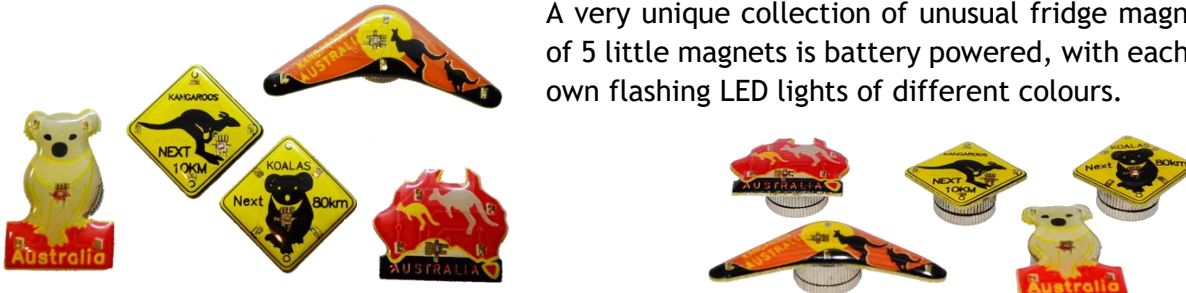 A very unique collection of unusual fridge
of 5 little magnets is battery powered, with each
own flashing LED lights of different colours.
KANGAROO
AUSTRALIA
KANGAROOS
NEXT
10KM
KOALAS
Next 80km
Australia
AUSTRALIA
AUSTRALIA
KANGAROOS
NEXT
10KM
KOALAS
Next 80km
AUSTRALIA
Australia